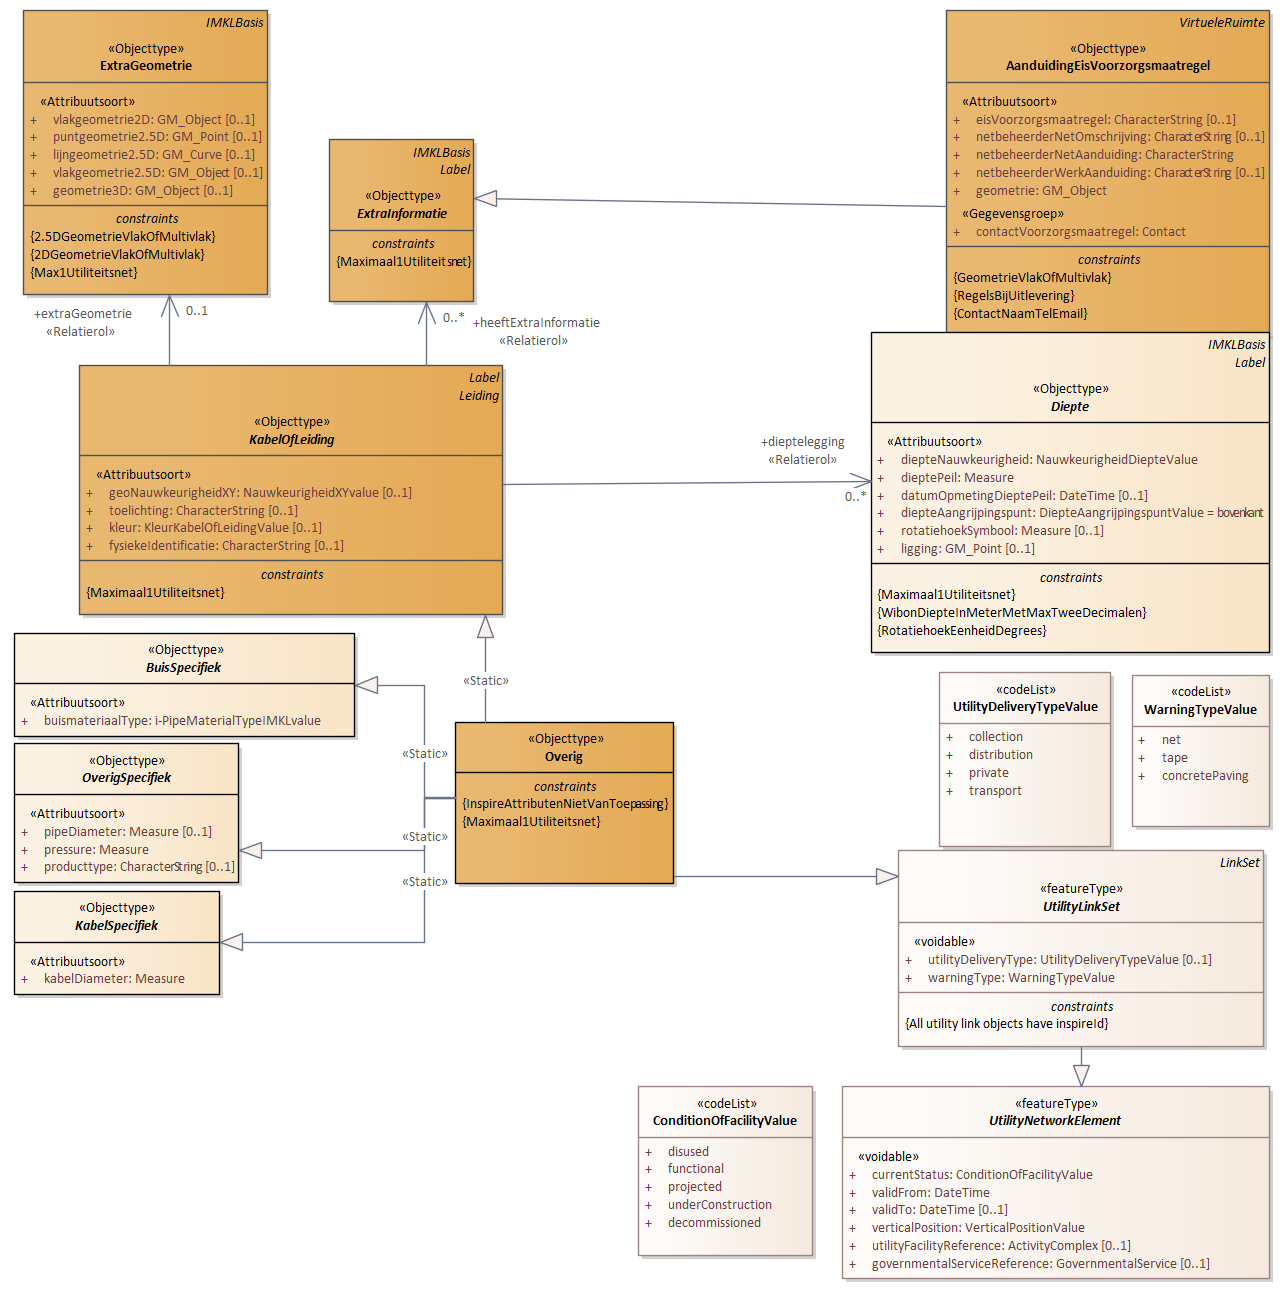 IMKLBasis
«Objecttype»
ExtraGeometrie
«Attribuutsoort»
+ vlakgeometrie2D: GM_Object [0..1]
+ puntgeometrie2.5D: GM_Point [0..1]
+ lijngeometrie2.5D: GM_Curve [0..1]
+ vlakgeometrie2.5D: GM_Object [0..1]
+ geometrie3D: GM_Object [0..1]
constraints
{2.5DGeometrieVlakOfMultivlak}
{2DGeometrieVlakOfMultivlak}
{Max1Utiliteitsnet}
IMKLBasis
Label
«Objecttype»
ExtraInformatie
constraints
{Maximaal1Utiliteitsnet}
VirtueleRuimte
«Objecttype»
AanduidingEisVoorzorgsmaatregel
«Attribuutsoort»
+ eisVoorzorgsmaatregel: CharacterString [0..1]
+ netbeheerderNetOmschrijving: CharacterString [0..1]
+ netbeheerderNetAanduiding: CharacterString
+ netbeheerderWerkAanduiding: CharacterString [0..1]
+ geometrie: GM_Object
«Gegevensgroep»
+ contactVoorzorgsmaatregel: Contact
constraints
{GeometrieVlakOfMultivlak}
{RegelsBijUitlevering}
{ContactNaamTelEmail}
+extraGeometrie
«Relatierol»
0..1
0..*
+heeftExtraInformatie
«Relatierol»
Label
Leiding
«Objecttype»
KabelOfLeiding
«Attribuutsoort»
+ geoNauwkeurigheidXY: NauwkeurigheidXYvalue [0..1]
+ toelichting: CharacterString [0..1]
+ kleur: KleurKabelOfLeidingValue [0..1]
+ fysiekeIdentificatie: CharacterString [0..1]
constraints
{Maximaal1Utiliteitsnet}
+dieptelegging
«Relatierol»
0..*
IMKLBasis
Label
«Objecttype»
Diepte
«Attribuutsoort»
+ diepteNauwkeurigheid: NauwkeurigheidDiepteValue
+ dieptePeil: Measure
+ datumOpmetingDieptePeil: DateTime [0..1]
+ diepteAangrijpingspunt: DiepteAangrijpingspuntValue = bovenkant
+ rotatiehoekSymbool: Measure [0..1]
+ ligging: GM_Point [0..1]
constraints
{Maximaal1Utiliteitsnet}
{WibonDiepteInMeterMetMaxTweeDecimalen}
{RotatiehoekEenheidDegrees}
«Objecttype»
BuisSpecifiek
«Attribuutsoort»
+ buismateriaalType: i-PipeMaterialTypeIMKLvalue
«Objecttype»
OverigSpecifiek
«Attribuutsoort»
+ pipeDiameter: Measure [0..1]
+ pressure: Measure
+ producttype: CharacterString [0..1]
«Objecttype»
KabelSpecifiek
«Attribuutsoort»
+ kabelDiameter: Measure
«Static»
«Static»
«Static»
«Static»
«Objecttype»
Overig
constraints
{InspireAttributenNietVanToepassing}
{Maximaal1Utiliteitsnet}
«codeList»
UtilityDeliveryTypeValue
+ collection
+ distribution
+ private
+ transport
«codeList»
WarningTypeValue
+ net
+ tape
+ concretePaving
LinkSet
«featureType»
UtilityLinkSet
«voidable»
+ utilityDeliveryType: UtilityDeliveryTypeValue [0..1]
+ warningType: WarningTypeValue
constraints
{All utility link objects have inspireId}
«codeList»
ConditionOfFacilityValue
+ disused
+ functional
+ projected
+ underConstruction
+ decommissioned
«featureType»
UtilityNetworkElement
«voidable»
+ currentStatus: ConditionOfFacilityValue
+ validFrom: DateTime
+ validTo: DateTime [0..1]
+ verticalPosition: VerticalPositionValue
+ utilityFacilityReference: ActivityComplex [0..1]
+ governmentalServiceReference: GovernmentalService [0..1]